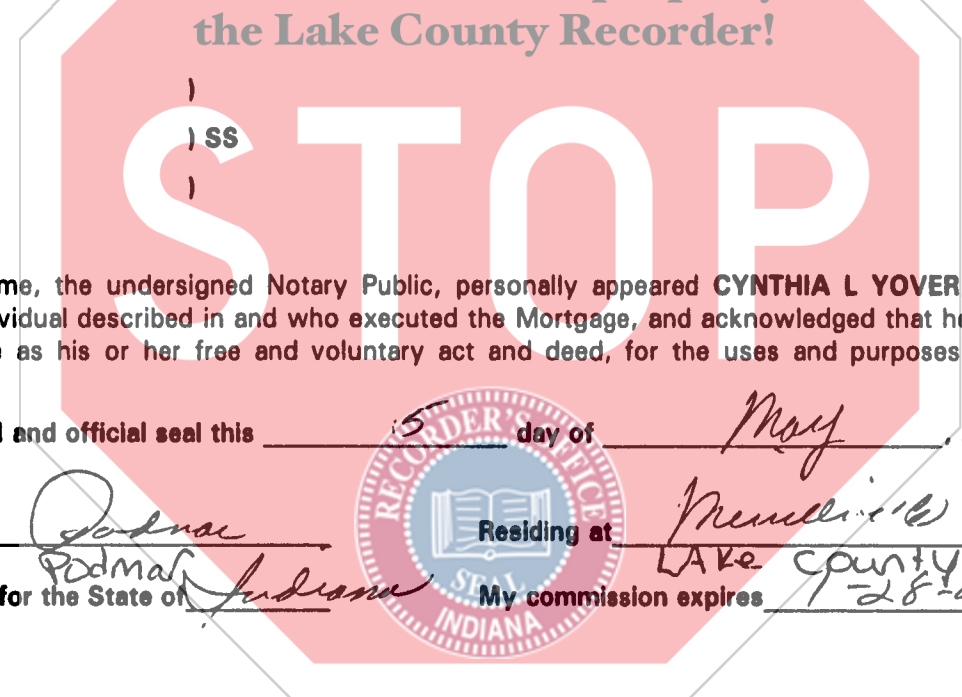 the Lake County Recorder!
STOP
)
) SS
)
me, the undersigned Notary Public, personally appeared CYNTHIA L YOVER
vidual described in and who executed the Mortgage, and acknowledged that he
as his or her free and voluntary act and deed, for the uses and purposes
and official seal this 5 day of May,
Podmar Residing at
Podmar LAKE County
for the State of Indiana My commission expires
RECORDER'S OFFICE
SEAL
INDIANA